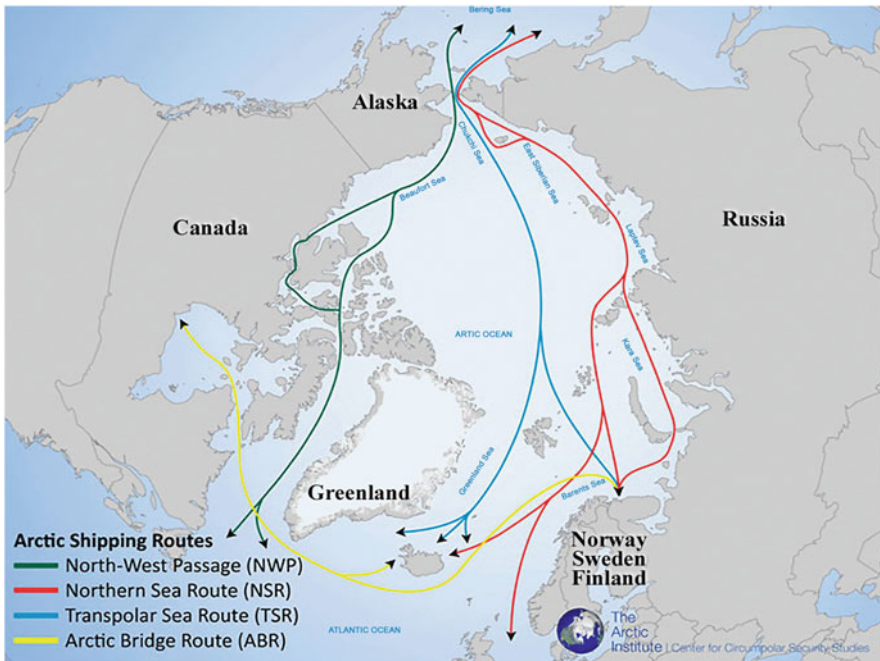 Bering Sea
Alaska
Chukchi Sea
East Siberian Sea
Beaufort Sea
Canada
Russia
Laptev Sea
ARTIC OCEAN
Kara Sea
Greenland Sea
Greenland
Barents Sea
Norway
Sweden
Finland
Arctic Shipping Routes
North-West Passage (NWP)
Northern Sea Route (NSR)
Transpolar Sea Route (TSR)
Arctic Bridge Route (ABR)
ATLANTIC OCEAN
The
Arctic
Institute | Center for Circumpolar Security Studies